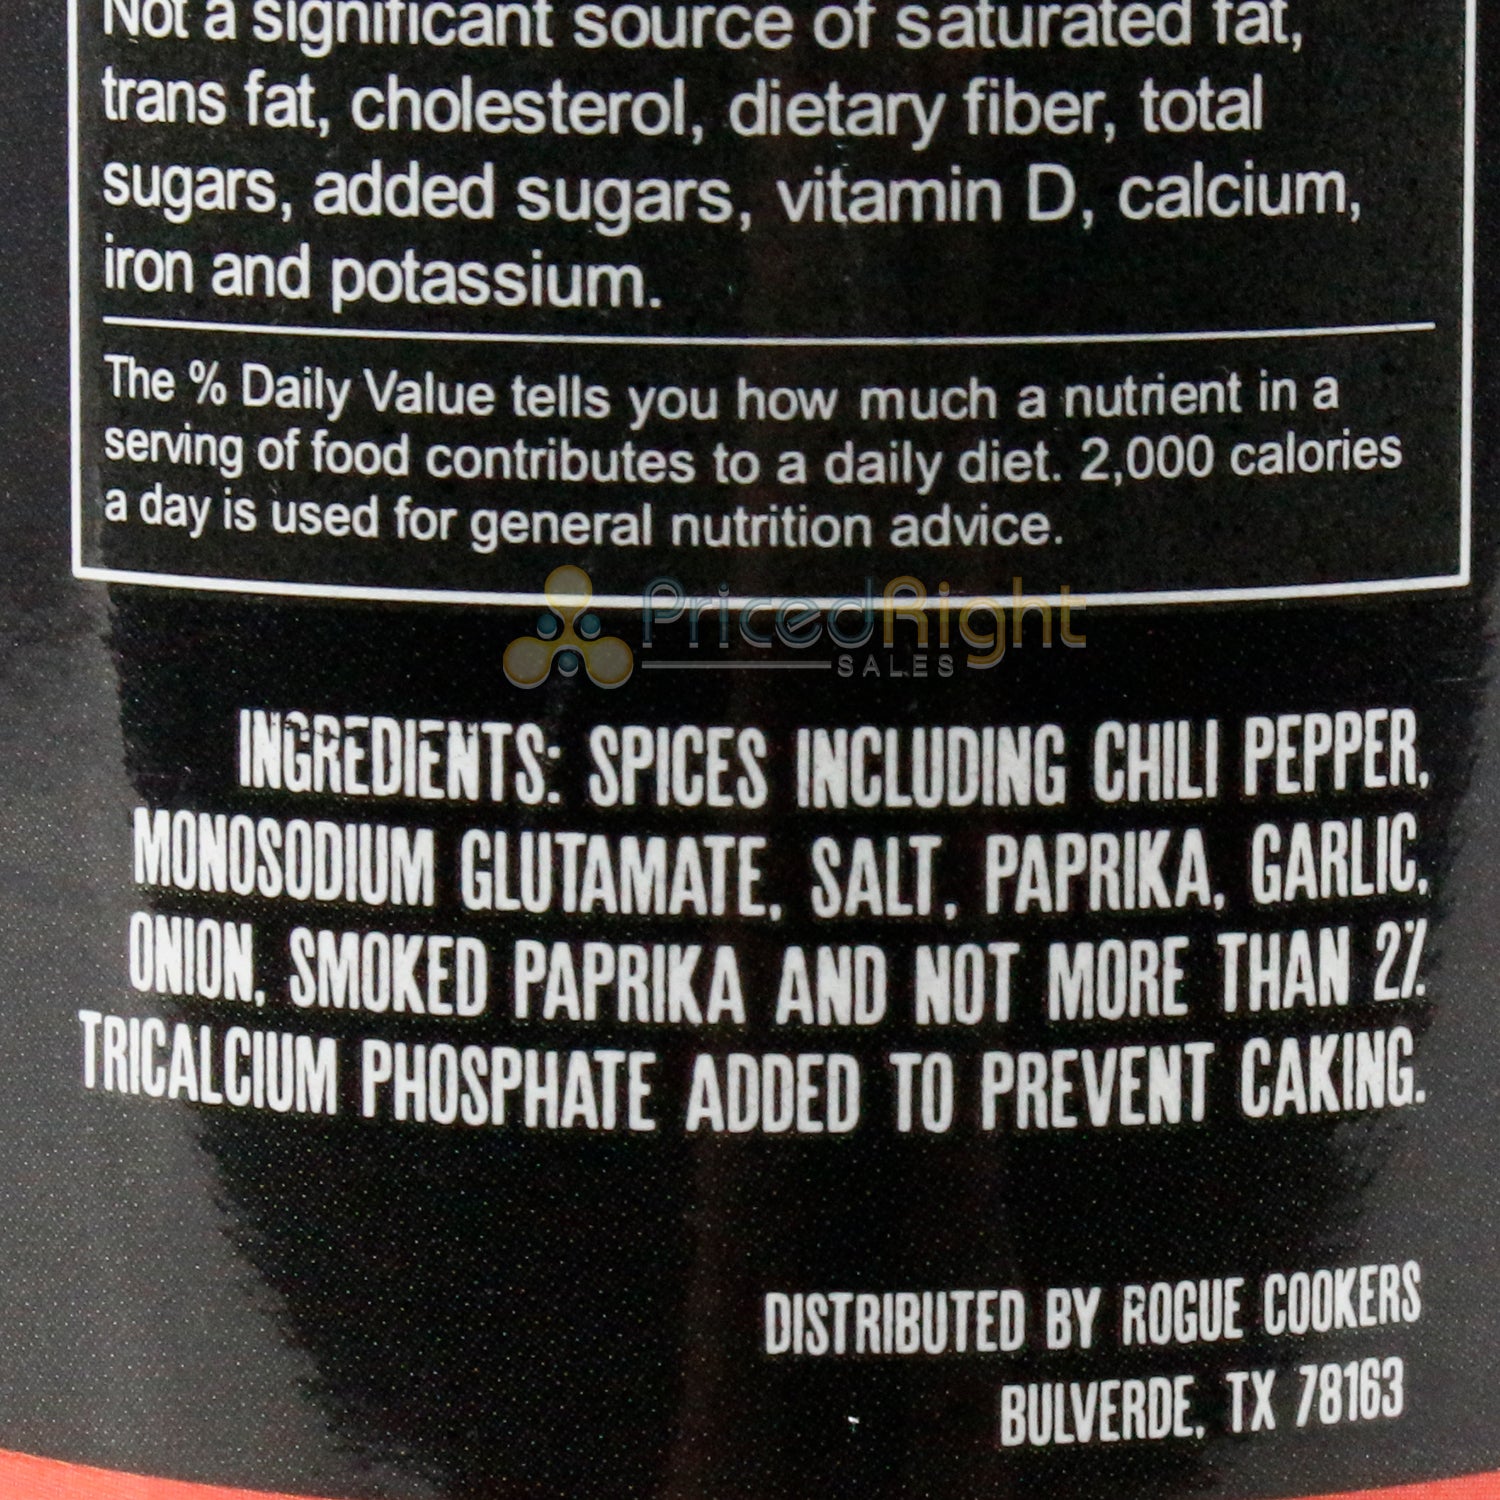 Not a significant source of saturated fat,
trans fat, cholesterol, dietary fiber, total
sugars, added sugars, vitamin D, calcium,
iron and potassium.
The % Daily Value tells you how much a nutrient in a
serving of food contributes to a daily diet. 2,000 calories
a day is used for general nutrition advice.
PricedRight
SALES
INGREDIENTS: SPICES INCLUDING CHILI PEPPER,
MONOSODIUM GLUTAMATE, SALT, PAPRIKA, GARLIC,
ONION, SMOKED PAPRIKA AND NOT MORE THAN 2%
TRICALCIUM PHOSPHATE ADDED TO PREVENT CAKING.
DISTRIBUTED BY ROGUE COOKERS
BULVERDE, TX 78163